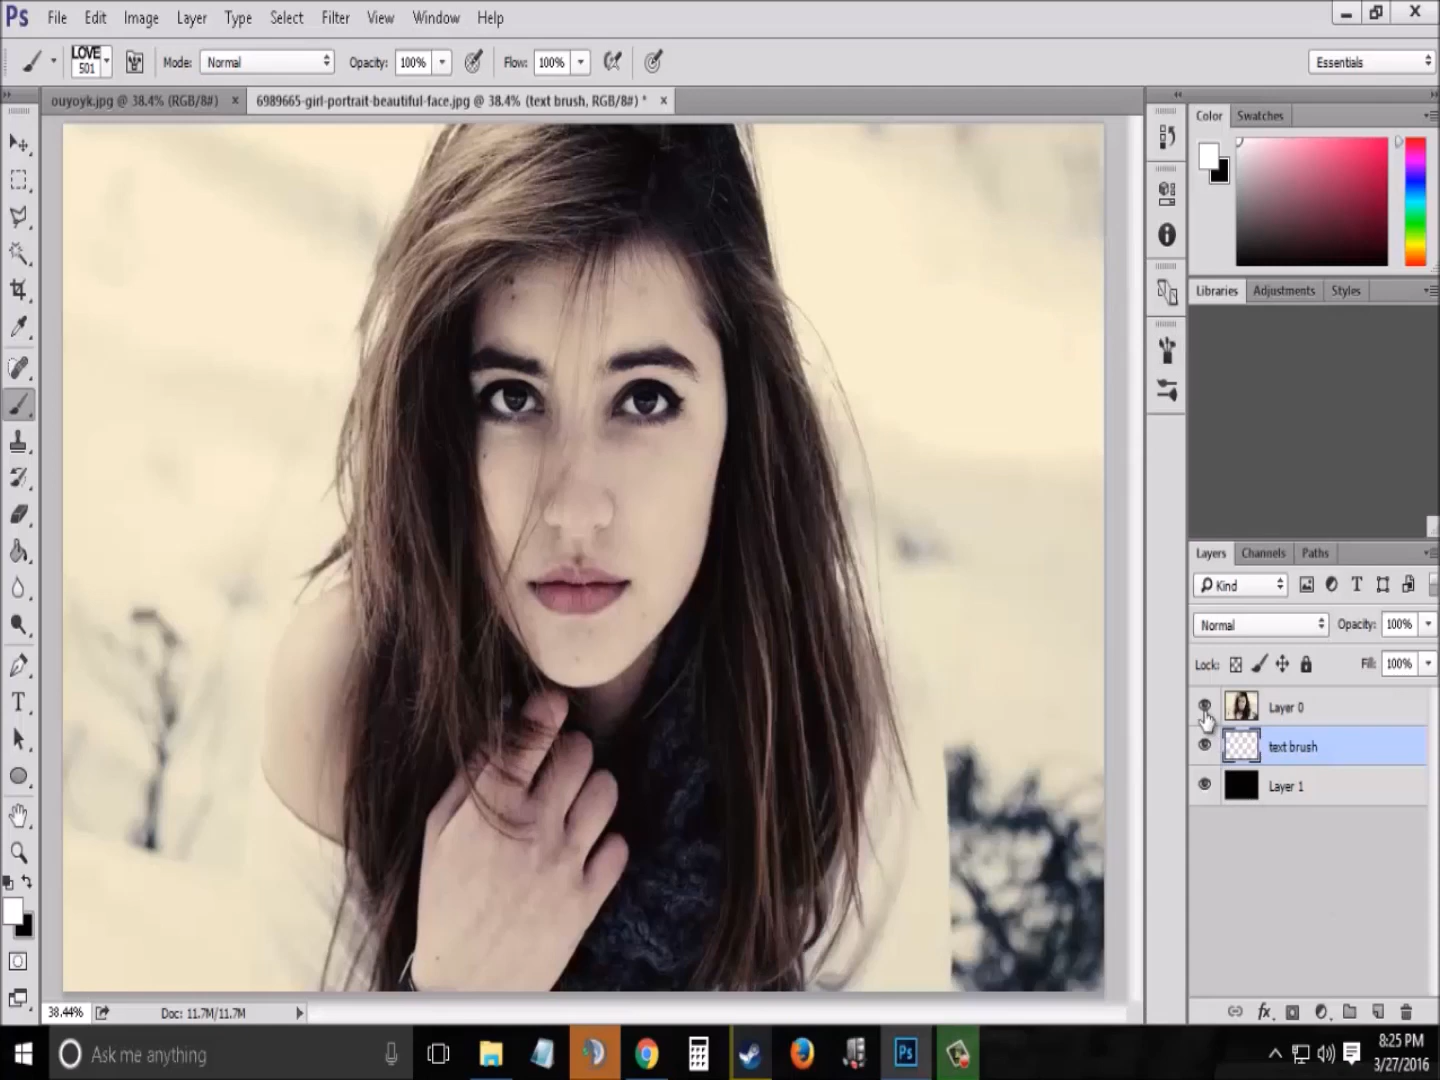 Ps File Edit Image Layer Type Select Filter View Window Help
LOVE
501
Mode: Normal Opacity: 100% Flow: 100% Essentials
ouyoyk.jpg @ 38.4% (RGB/8#) × 6989665-girl-portrait-beautiful-face.jpg @ 38.4% (text brush, RGB/8#) * ×
Color Swatches
Libraries Adjustments Styles
Layers Channels Paths
Kind
Normal Opacity: 100%
Lock: Fill: 100%
Layer 0
text brush
Layer 1
38.44% Doc: 11.7M/11.7M
Ask me anything
Ps
8:25 PM
3/27/2016